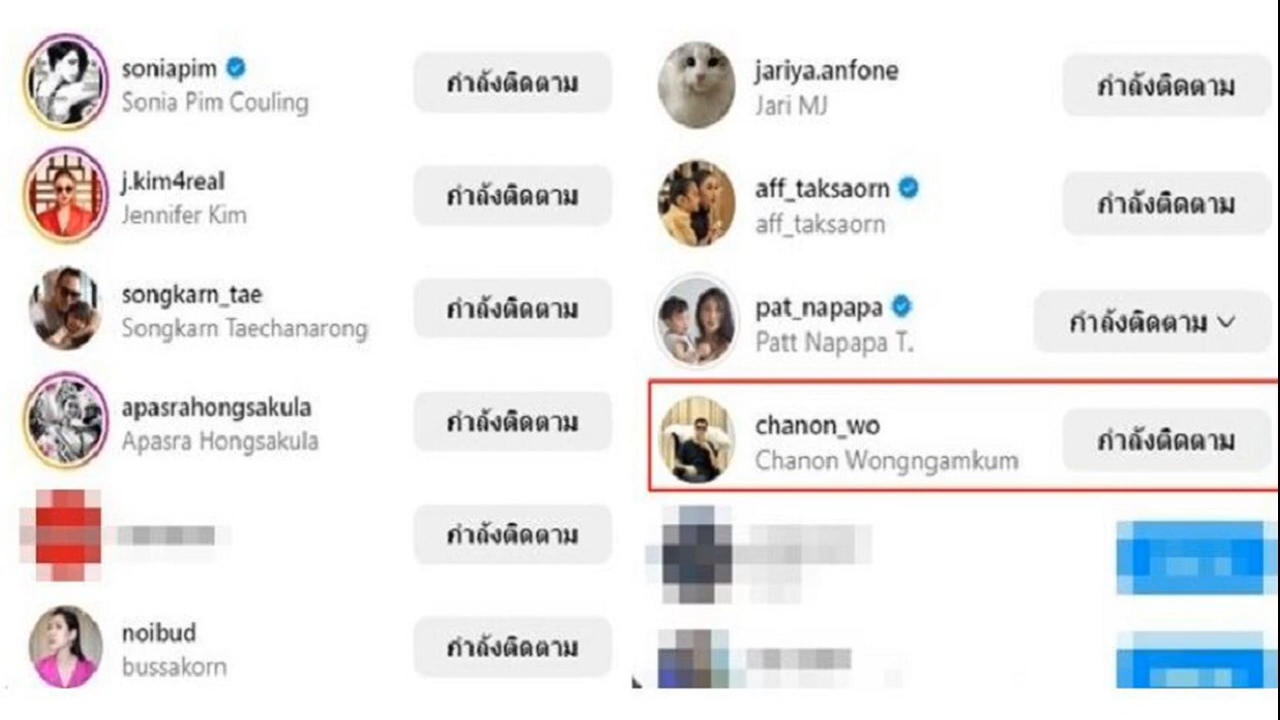 soniapim
Sonia Pim Couling
กำลังติดตาม
j.kim4real
Jennifer Kim
กำลังติดตาม
songkarn_tae
Songkarn Taechanarong
กำลังติดตาม
apasrahongsakula
Apasra Hongsakula
กำลังติดตาม
กำลังติดตาม
noibud
bussakorn
กำลังติดตาม
jariya.anfone
Jari MJ
กำลังติดตาม
aff_taksaorn
aff_taksaorn
กำลังติดตาม
pat_napapa
Patt Napapa T.
กำลังติดตาม
chanon_wo
Chanon Wongngamkum
กำลังติดตาม